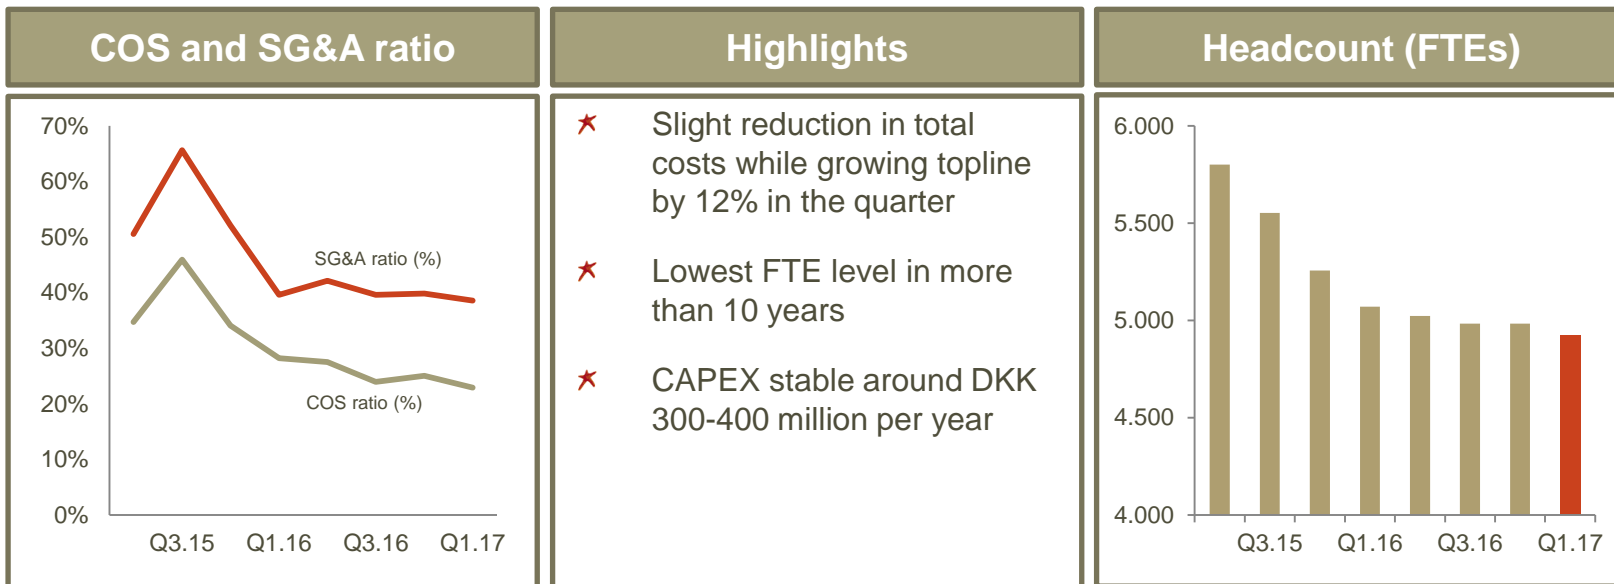 COS and SG&A ratio
70%
60%
50%
40%
30%
20%
10%
0%
SG&A ratio (%)
COS ratio (%)
Q3.15 Q1.16 Q3.16 Q1.17
Highlights
Slight reduction in total
costs while growing topline
by 12% in the quarter
Lowest FTE level in more
than 10 years
CAPEX stable around DKK
300-400 million per year
Headcount (FTEs)
6.000
5.500
5.000
4.500
4.000
Q3.15 Q1.16 Q3.16 Q1.17